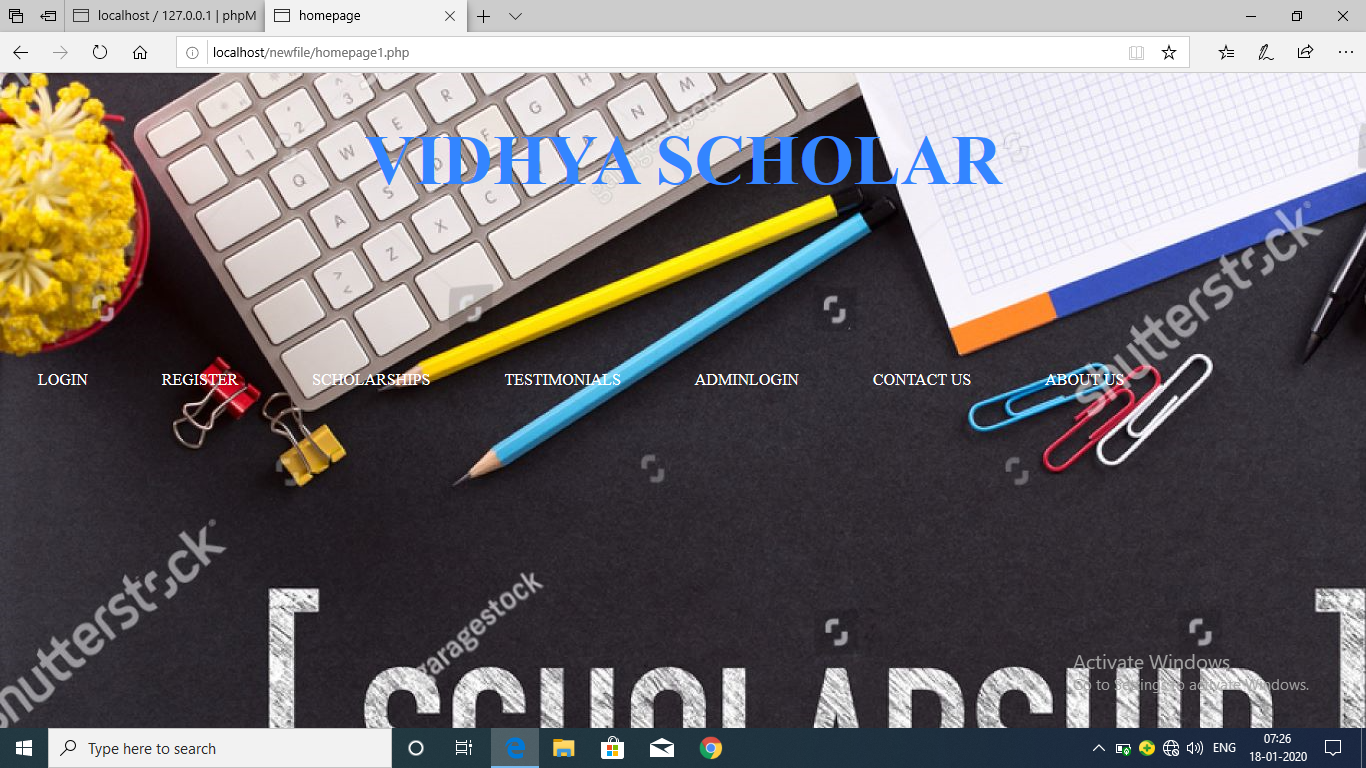 localhost / 127.0.0.1 | phpM
homepage
localhost/newfile/homepage1.php
VIDHYA SCHOLAR
LOGIN REGISTER SCHOLARSHIPS TESTIMONIALS ADMINLOGIN CONTACT US ABOUT US
shutterstock
shutterstock
garagestock
[ SCHOLARSHIP ]
Activate Windows
Go to Settings to activate Windows.
Type here to search
ENG
07:26
18-01-2020